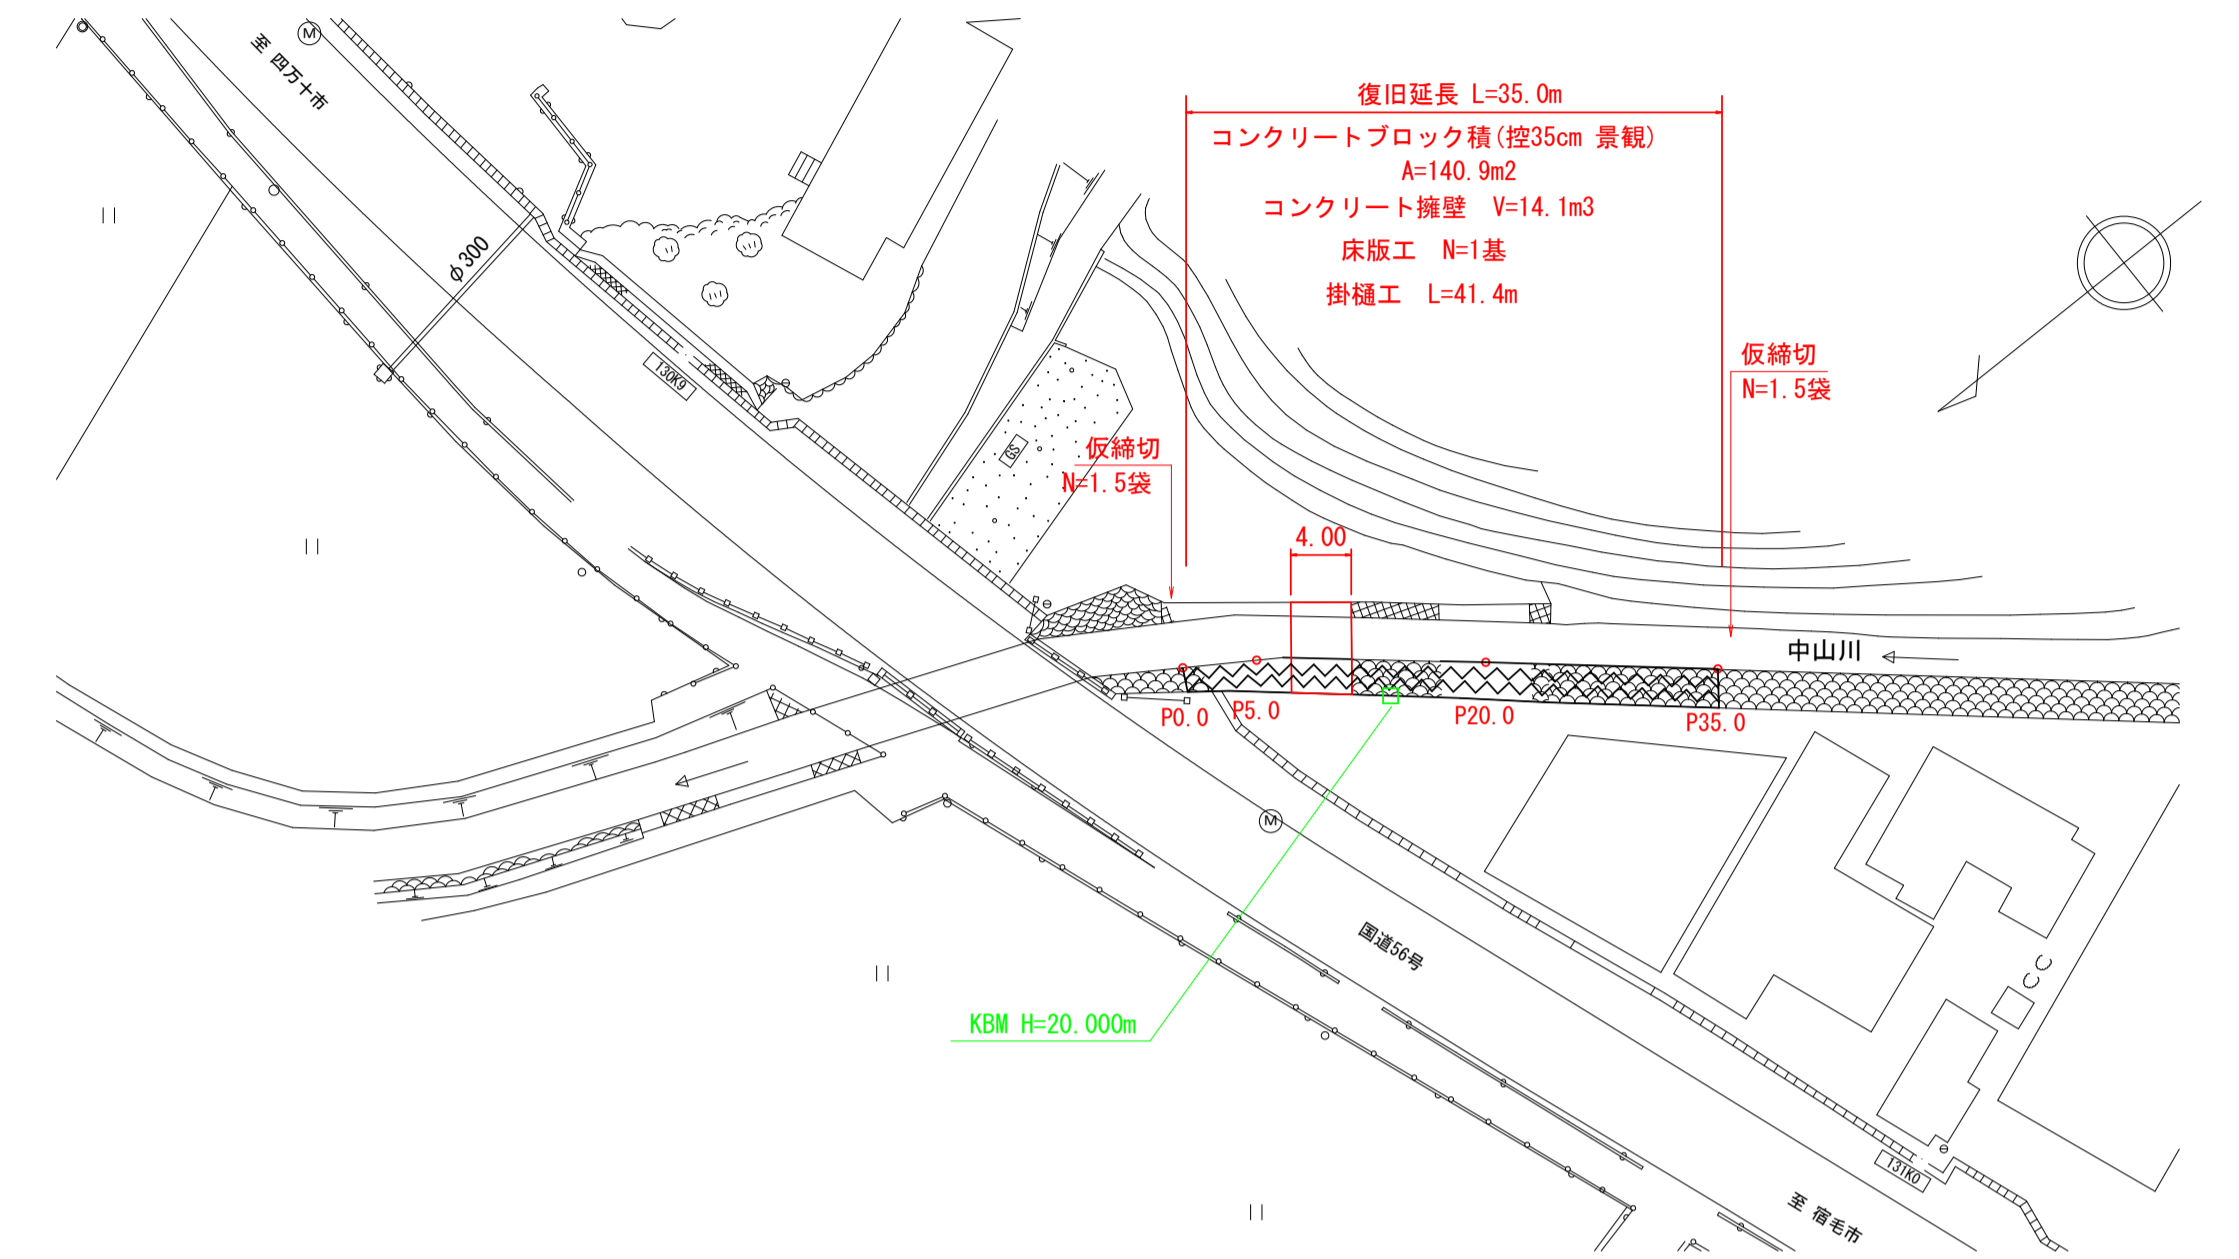 至 四万十市
M
φ300
130K9
復旧延長 L=35.0m
コンクリートブロック積(控35cm 景観)
A=140.9m2
コンクリート擁壁 V=14.1m3
床版工 N=1基
掛樋工 L=41.4m
仮締切
N=1.5袋
仮締切
N=1.5袋
GS
4.00
中山川
P0.0
P5.0
P20.0
P35.0
M
国道56号
KBM H=20.000m
131K0
至 宿毛市